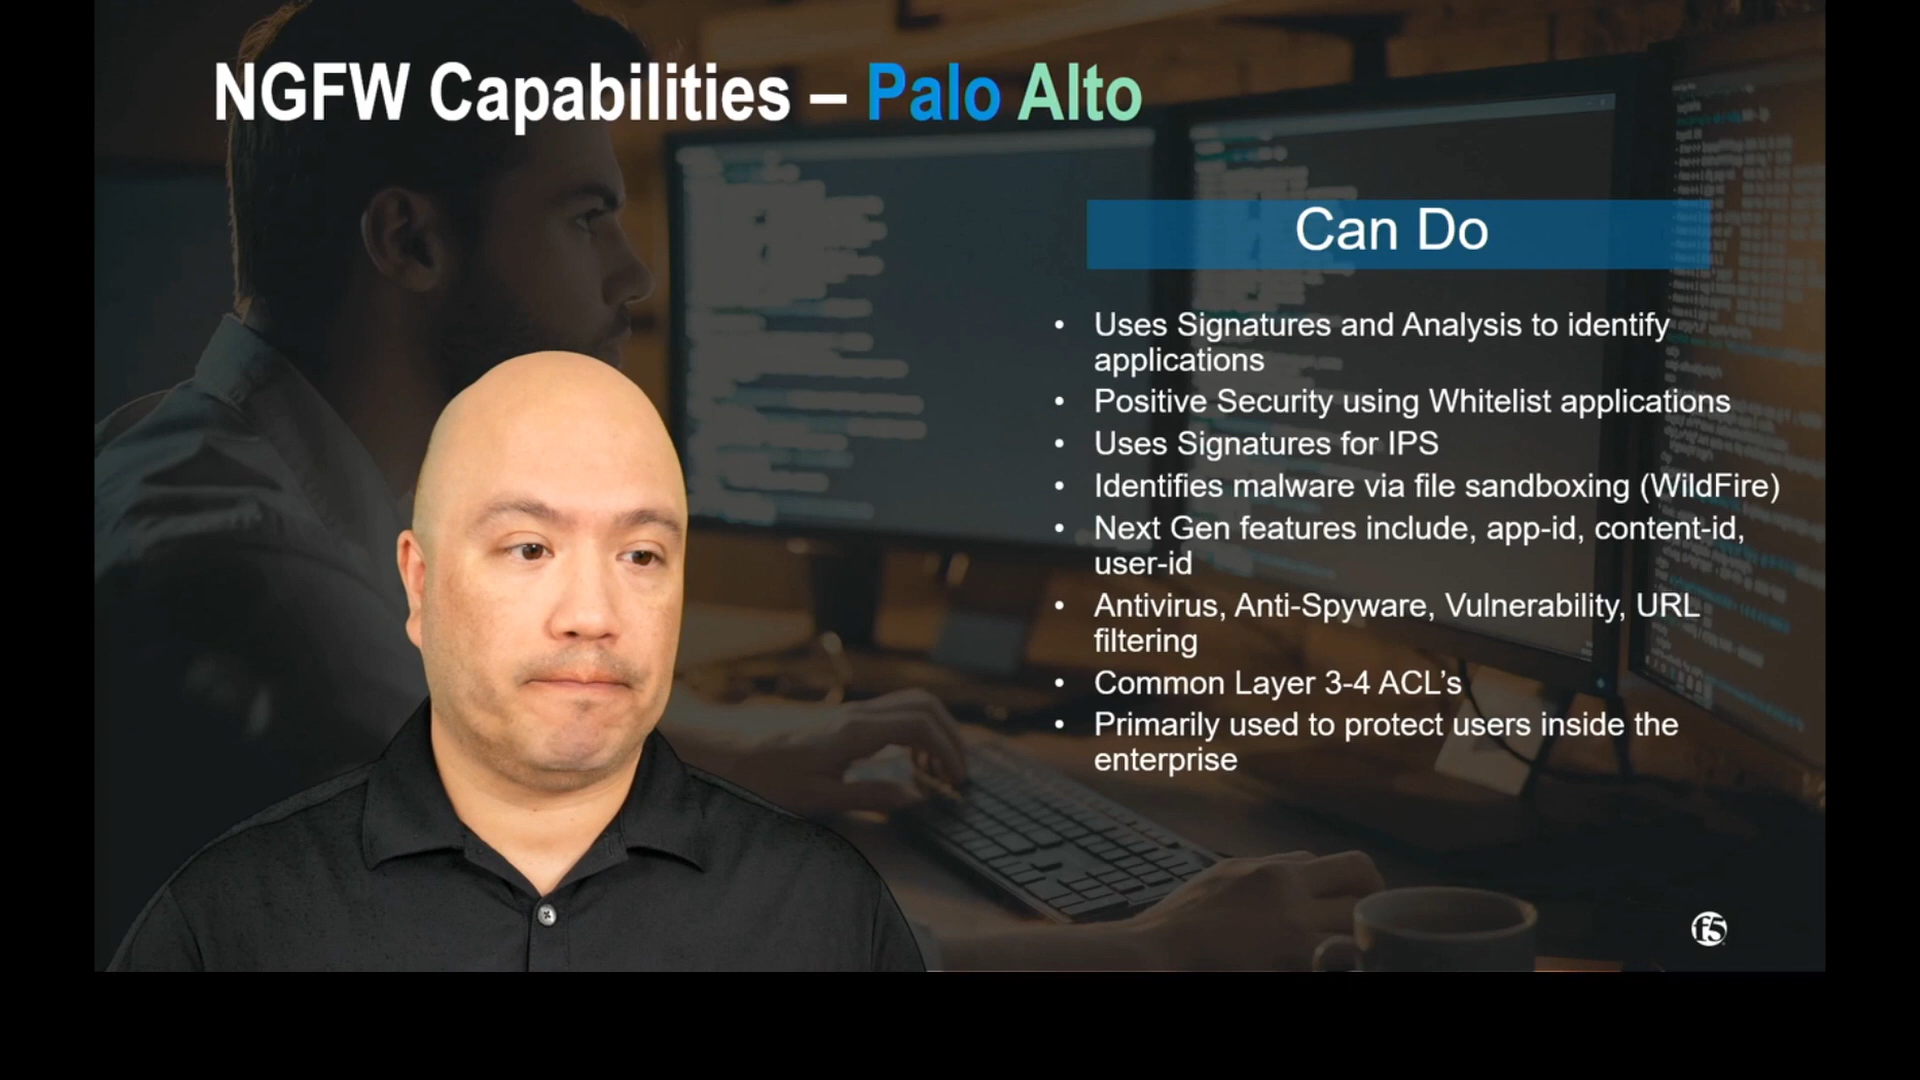 NGFW Capabilities – Palo Alto
Can Do
• Uses Signatures and Analysis to identify
applications
• Positive Security using Whitelist applications
• Uses Signatures for IPS
• Identifies malware via file sandboxing (WildFire)
• Next Gen features include, app-id, content-id,
user-id
• Antivirus, Anti-Spyware, Vulnerability, URL
filtering
• Common Layer 3-4 ACL’s
• Primarily used to protect users inside the
enterprise
f5